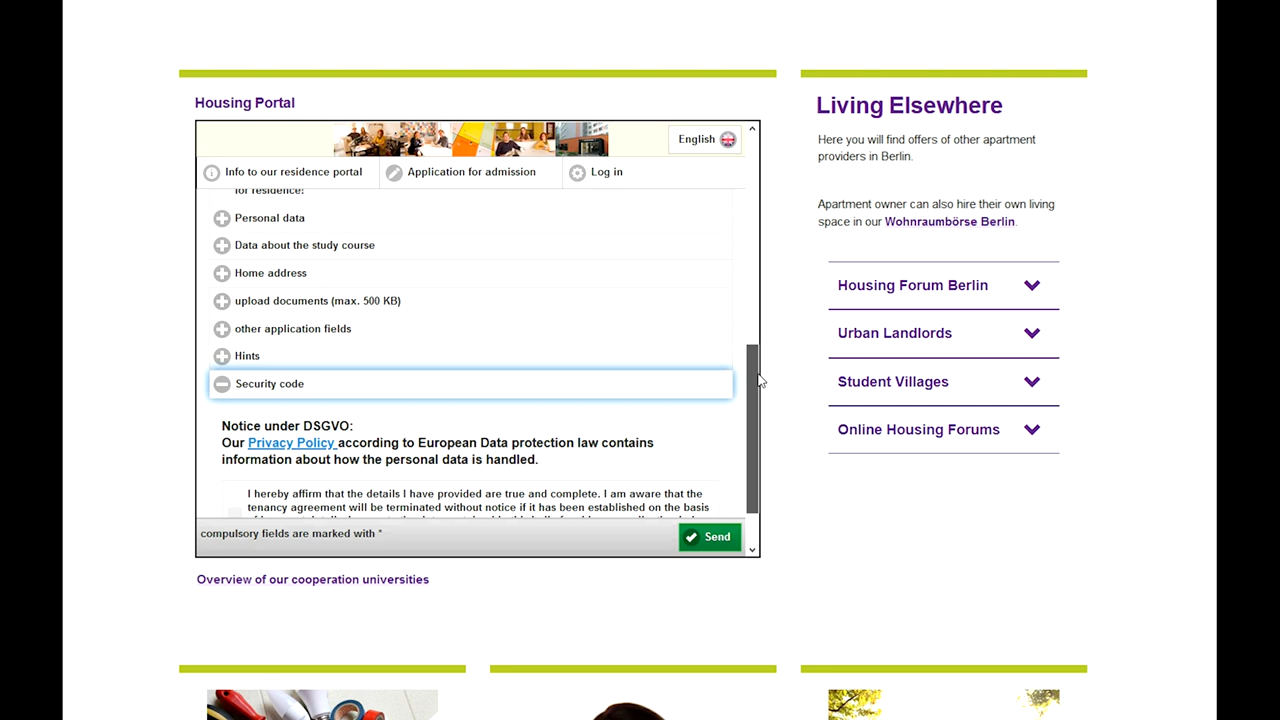 Housing Portal
English
Info to our residence portal
Application for admission
Log in
for residence:
Personal data
Data about the study course
Home address
upload documents (max. 500 KB)
other application fields
Hints
Security code
Notice under DSGVO:
Our Privacy Policy according to European Data protection law contains
information about how the personal data is handled.
I hereby affirm that the details I have provided are true and complete. I am aware that the
tenancy agreement will be terminated without notice if it has been established on the basis
compulsory fields are marked with *
Send
Overview of our cooperation universities
Living Elsewhere
Here you will find offers of other apartment
providers in Berlin.
Apartment owner can also hire their own living
space in our Wohnraumbörse Berlin.
Housing Forum Berlin
Urban Landlords
Student Villages
Online Housing Forums